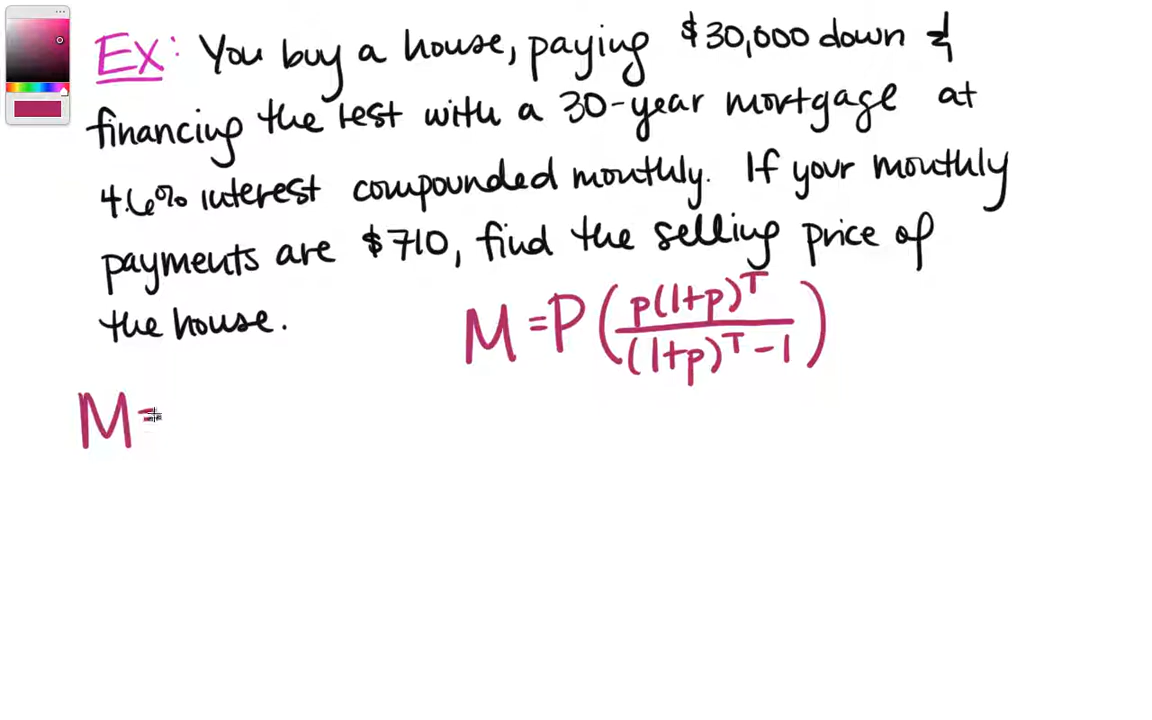 Ex: You buy a house, paying $30,000 down &
financing the rest with a 30-year mortgage at
4.6% interest compounded monthly. If your monthly
payments are $710, find the selling price of
the house.
M = P ( p(1+p)^T / (1+p)^T - 1 )
M =